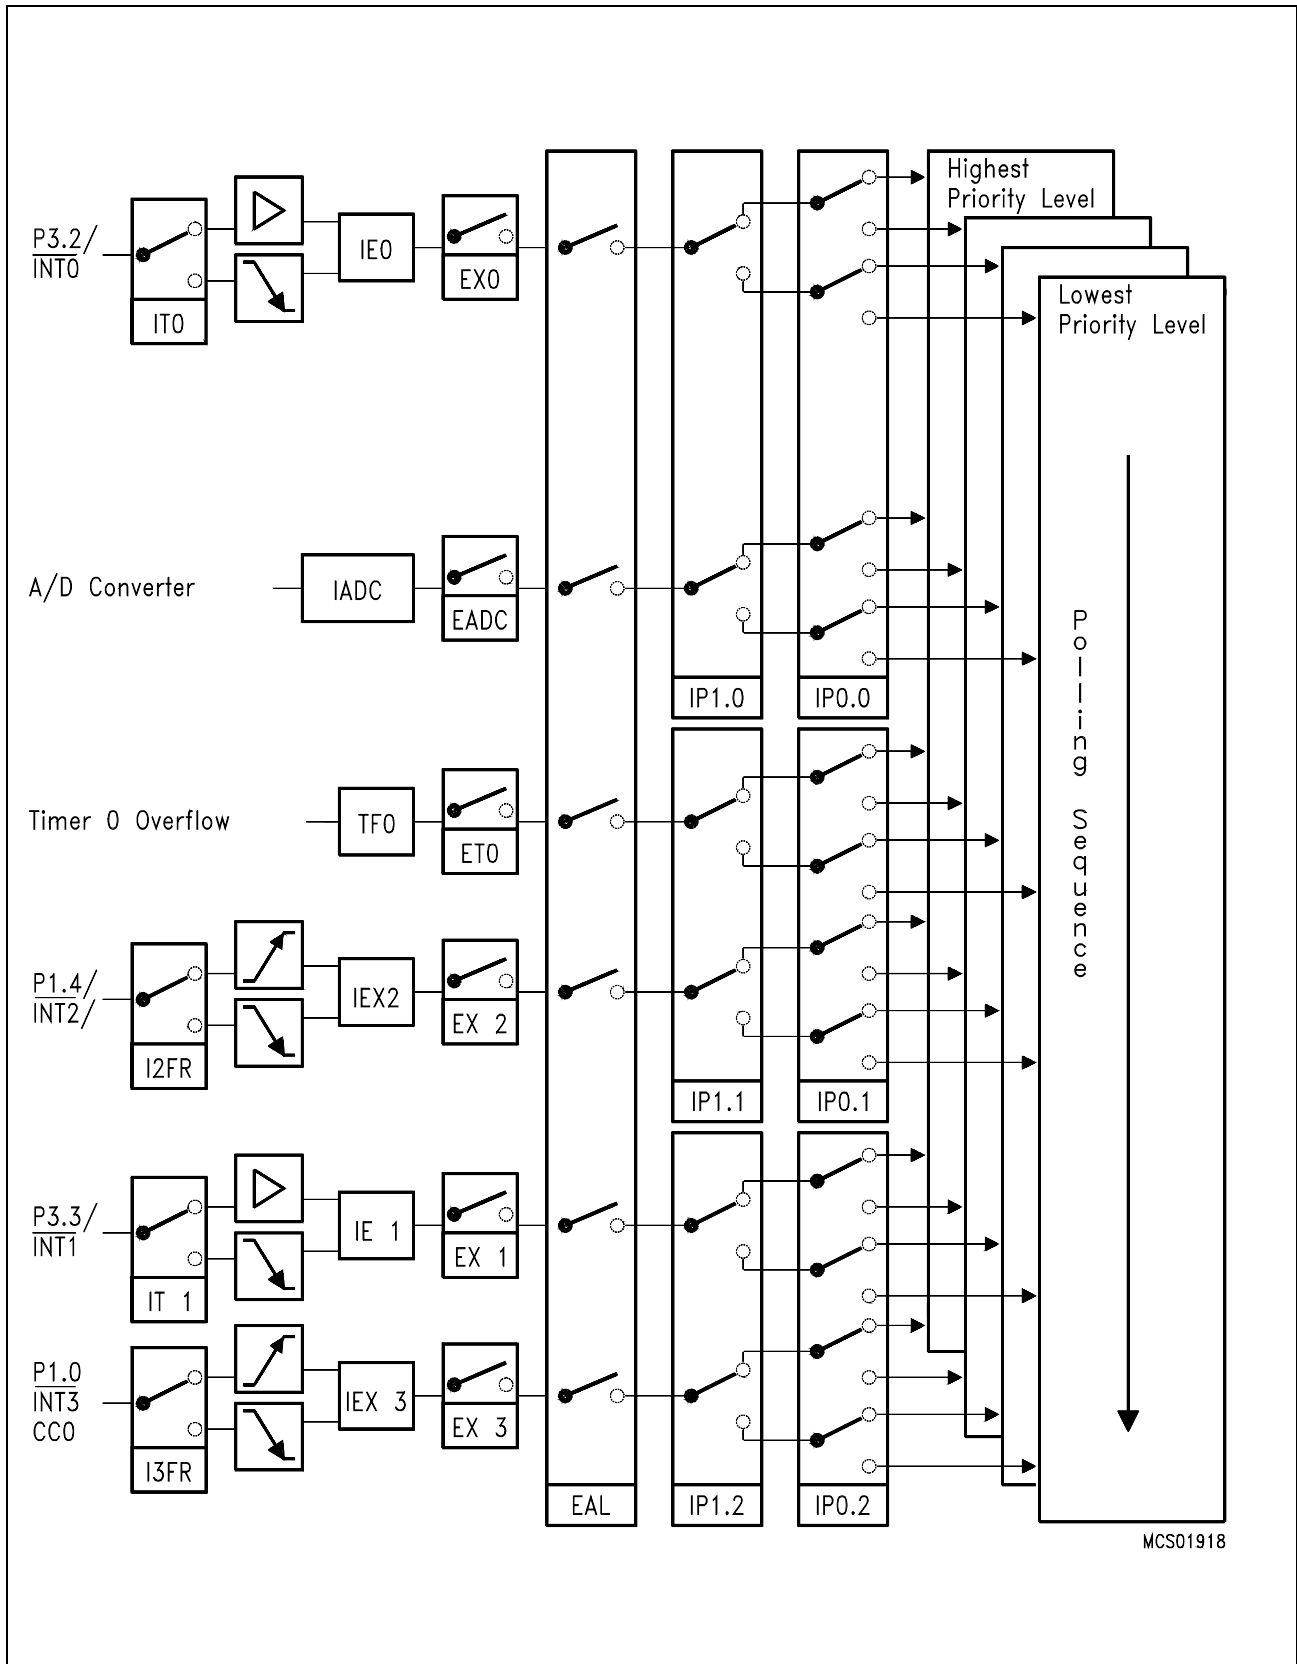 Highest
Priority Level
Lowest
Priority Level
P3.2/
INT0
IT0
IE0
EX0
A/D Converter
IADC
EADC
IP1.0
IP0.0
Timer 0 Overflow
TF0
ET0
P1.4/
INT2/
I2FR
IEX2
EX 2
IP1.1
IP0.1
P3.3/
INT1
IT 1
IE 1
EX 1
P1.0
INT3
CC0
I3FR
IEX 3
EX 3
EAL
IP1.2
IP0.2
Polling Sequence
MCS01918